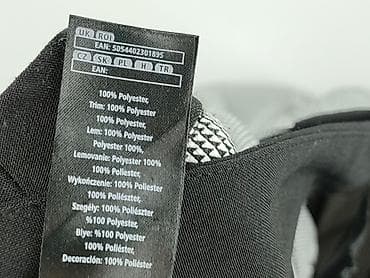 UK ROI
EAN: 5054402301895
CZ SK PL H TR
EAN:
100% Polyester,
Trim: 100% Polyester,
100% Polyester,
Lem: 100% Polyester,
Polyester 100%,
Lemovanie: Polyester 100%
100% Polyester,
Wykończenie: 100% Polyester
100% Poliészter,
Szegély: 100% Poliészter
%100 Polyester,
Biye: %100 Polyester
100% Poliéster,
Decoración: 100% Poliéster